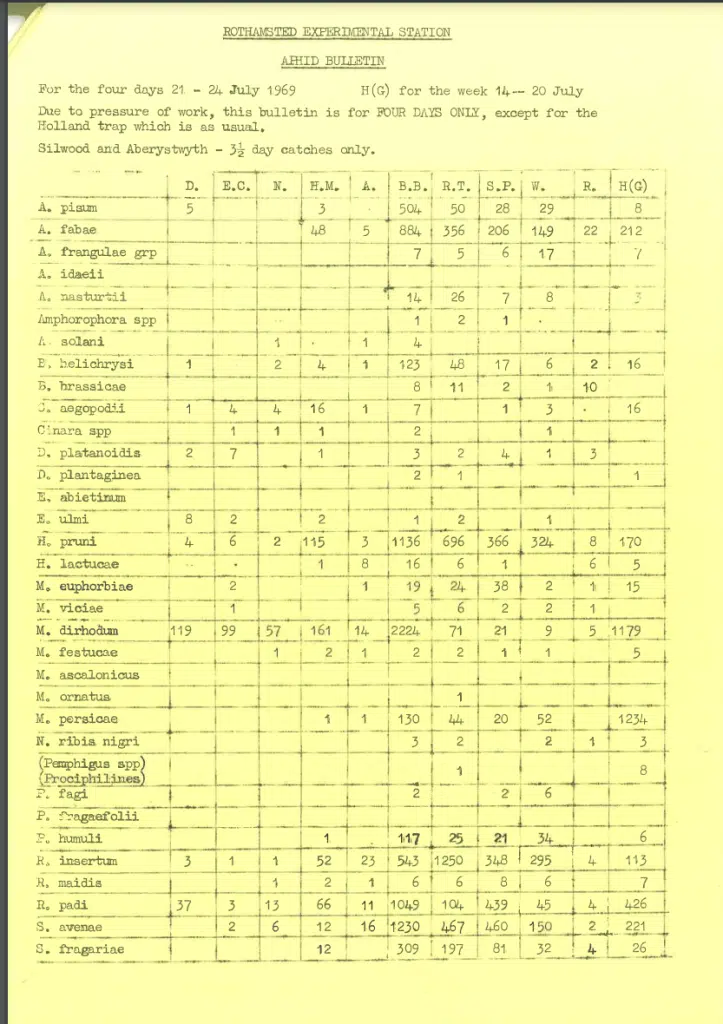 ROTHAMSTED EXPERIMENTAL STATION
APHID BULLETIN
For the four days 21 - 24 July 1969 H(G) for the week 14-- 20 July
Due to pressure of work, this bulletin is for FOUR DAYS ONLY, except for the
Holland trap which is as usual.
Silwood and Aberystwyth - 3½ day catches only.
D. E.C. N. H.M. A. B.B. R.T. S.P. W. R. H(G)
A. pisum 5 3 504 50 28 29 8
A. fabae 48 5 884 356 206 149 22 212
A. frangulae grp 7 5 6 17 7
A. idaeii
A. nasturtii 14 26 7 8 3
Amphorophora spp 1 2 1
A. solani 1 1 4
B. helichrysi 1 2 4 1 123 48 17 6 2 16
B. brassicae 8 11 2 1 10
C. aegopodii 1 4 4 16 1 7 1 3 16
Cinara spp 1 1 1 2 1
D. platanoidis 2 7 1 3 2 4 1 3
D. plantaginea 2 1 1
E. abietinum
E. ulmi 8 2 2 1 2 1
H. pruni 4 6 2 115 3 1136 696 366 324 8 170
H. lactucae 1 8 16 6 1 6 5
M. euphorbiae 2 1 19 24 38 2 1 15
M. viciae 1 5 6 2 2 1
M. dirhodum 119 99 57 161 14 2224 71 21 9 5 1179
M. festucae 1 2 1 2 2 1 1 5
M. ascalonicus
M. ornatus 1
M. persicae 1 1 130 44 20 52 1234
N. ribis nigri 3 2 2 1 3
(Pemphigus spp)
(Prociphilines) 1 8
P. fagi 2 2 6
P. fragaefolii
P. humuli 1 117 25 21 34 6
R. insertum 3 1 1 52 23 543 1250 348 295 4 113
R. maidis 1 2 1 6 6 8 6 7
R. padi 37 3 13 66 11 1049 104 439 45 4 426
S. avenae 2 6 12 16 1230 467 460 150 2 221
S. fragariae 12 309 197 81 32 4 26